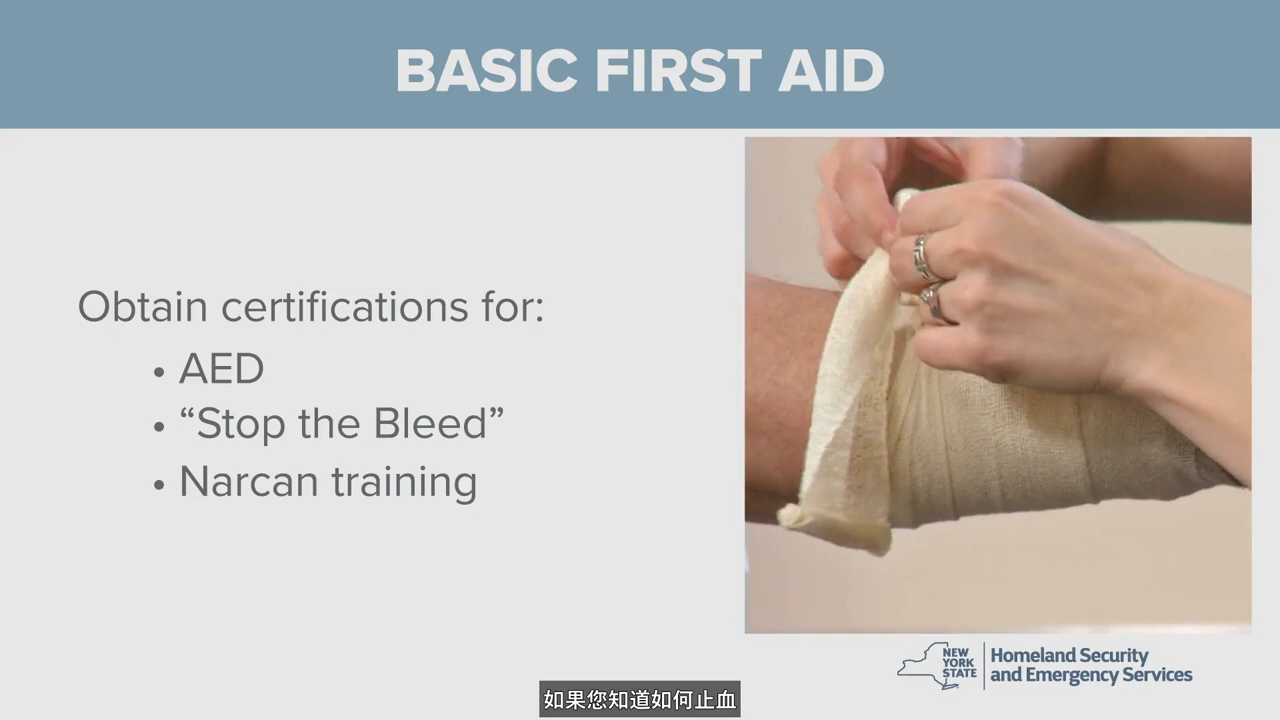 BASIC FIRST AID
Obtain certifications for:
• AED
• “Stop the Bleed”
• Narcan training
NEW
YORK
STATE
Homeland Security
and Emergency Services
如果您知道如何止血